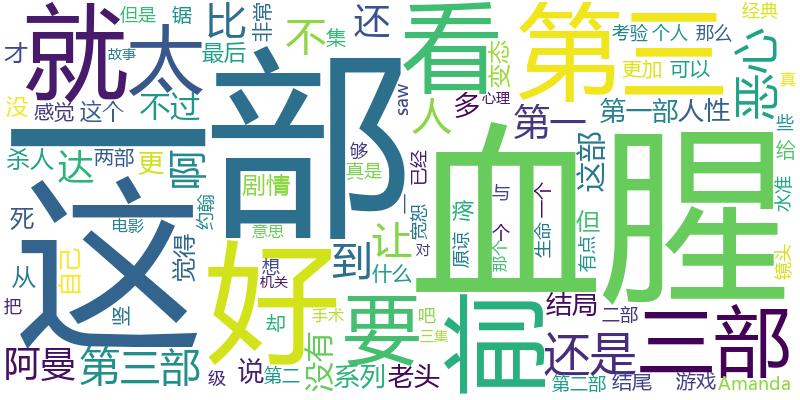 但是 锯 比 非常 还 就 太 看 第三 经典
才 故事 最后 不 集 变态 考验 个人 那么
部 恶心 更加 可以
没 感觉 这个 不过 saw 心理 人 多 第一 第一部 人性 真
这 血 腥 些
杀人 达 两部 更 啊 剧情 够 真是 已经 这部 给
死 电影 约翰 意思 一 宽恕 与 一个 疼 但 水准
从 自己 觉得 好 想 到 让 对 原谅 个 那个 生命 有点 镜头
把 竖 机关 什么
却 手术 要 吧 剧 结局 二部 三部
阿曼 第三部 没有 三集 还是
级 说 第二 系列 老头 第二部 结尾 游戏 Amanda